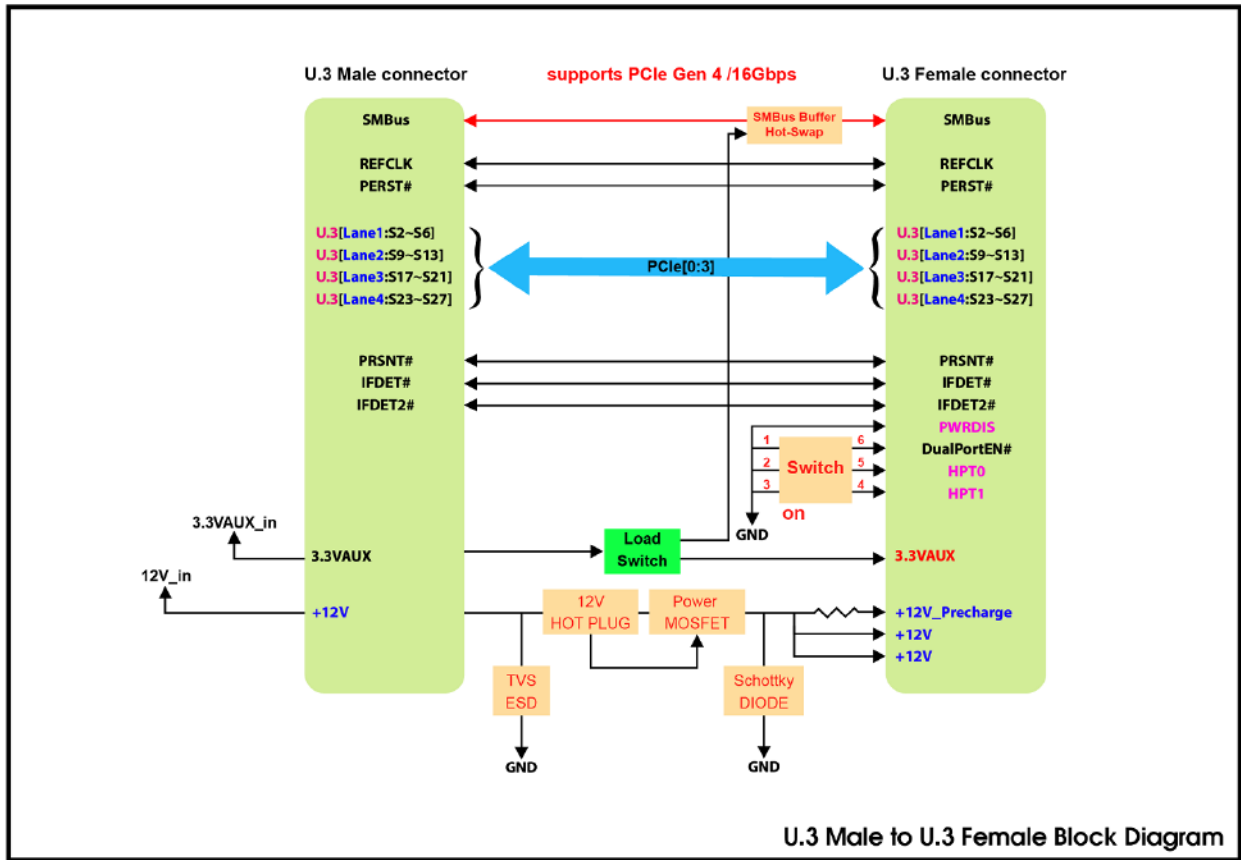 U.3 Male connector
supports PCIe Gen 4 /16Gbps
U.3 Female connector
SMBus
SMBus Buffer
Hot-Swap
SMBus
REFCLK
REFCLK
PERST#
PERST#
U.3[Lane1:S2~S6]
U.3[Lane1:S2~S6]
U.3[Lane2:S9~S13]
U.3[Lane2:S9~S13]
PCIe[0:3]
U.3[Lane3:S17~S21]
U.3[Lane3:S17~S21]
U.3[Lane4:S23~S27]
U.3[Lane4:S23~S27]
PRSNT#
PRSNT#
IFDET#
IFDET#
IFDET2#
IFDET2#
PWRDIS
1
6
DualPortEN#
2
Switch
5
HPT0
3
4
HPT1
on
GND
3.3VAUX_in
3.3VAUX
Load
Switch
3.3VAUX
12V_in
+12V
12V
HOT PLUG
Power
MOSFET
+12V_Precharge
+12V
+12V
TVS
ESD
Schottky
DIODE
GND
GND
U.3 Male to U.3 Female Block Diagram